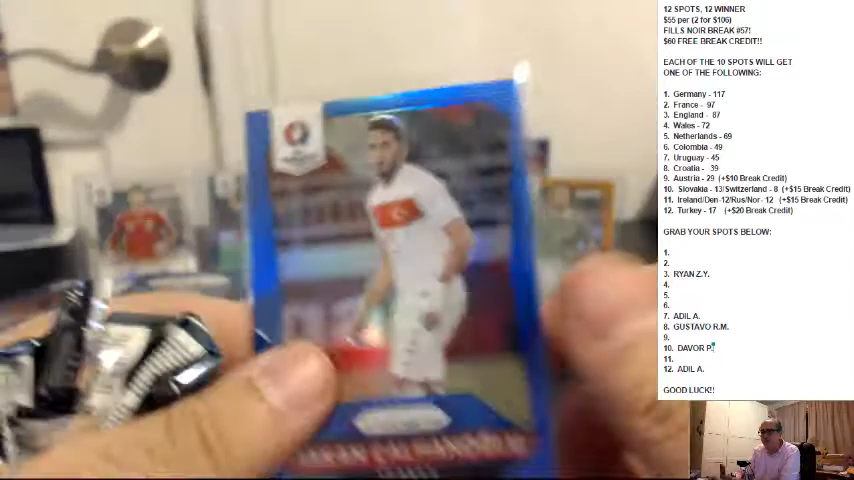 12 SPOTS, 12 WINNER
$55 per (2 for $106)
FILLS NOIR BREAK #57!
$60 FREE BREAK CREDIT!!
EACH OF THE 10 SPOTS WILL GET
ONE OF THE FOLLOWING:
1. Germany - 117
2. France - 97
3. England - 87
4. Wales - 72
5. Netherlands - 69
6. Colombia - 49
7. Uruguay - 45
8. Croatia - 39
9. Austria - 29 (+$10 Break Credit)
10. Slovakia - 13/Switzerland - 8 (+$15 Break Credit)
11. Ireland/Den-12/Rus/Nor- 12 (+$15 Break Credit)
12. Turkey - 17 (+$20 Break Credit)
GRAB YOUR SPOTS BELOW:
1.
2.
3. RYAN Z.Y.
4.
5.
6.
7. ADIL A.
8. GUSTAVO R.M.
9.
10. DAVOR P.
11.
12. ADIL A.
GOOD LUCK!!